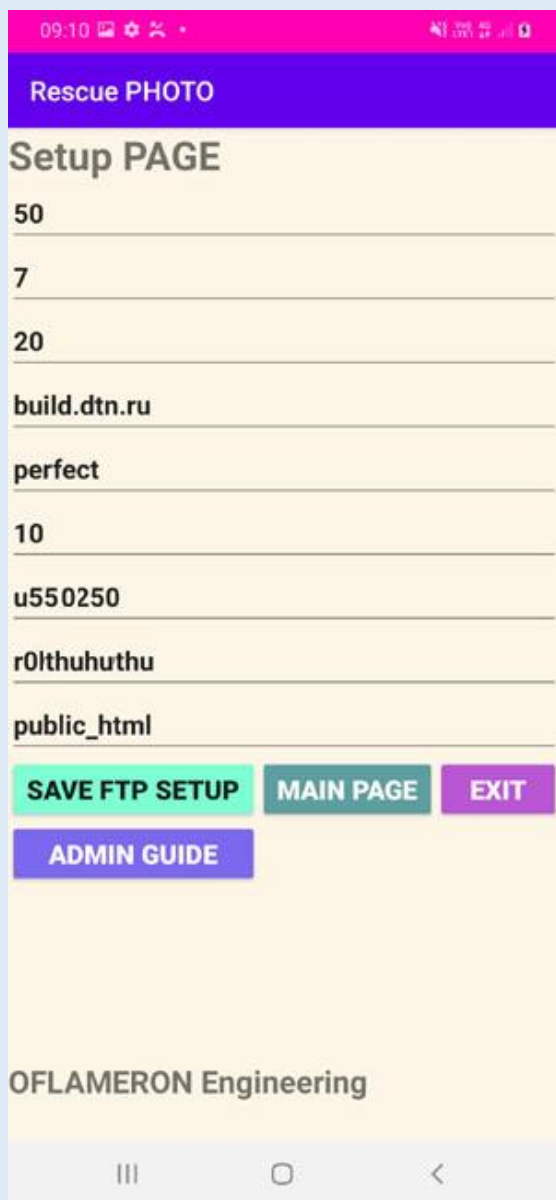 09:10
Rescue PHOTO
Setup PAGE
50
7
20
build.dtn.ru
perfect
10
u550250
r0lthuhuthu
public_html
SAVE FTP SETUP MAIN PAGE EXIT
ADMIN GUIDE
OFLAMERON Engineering